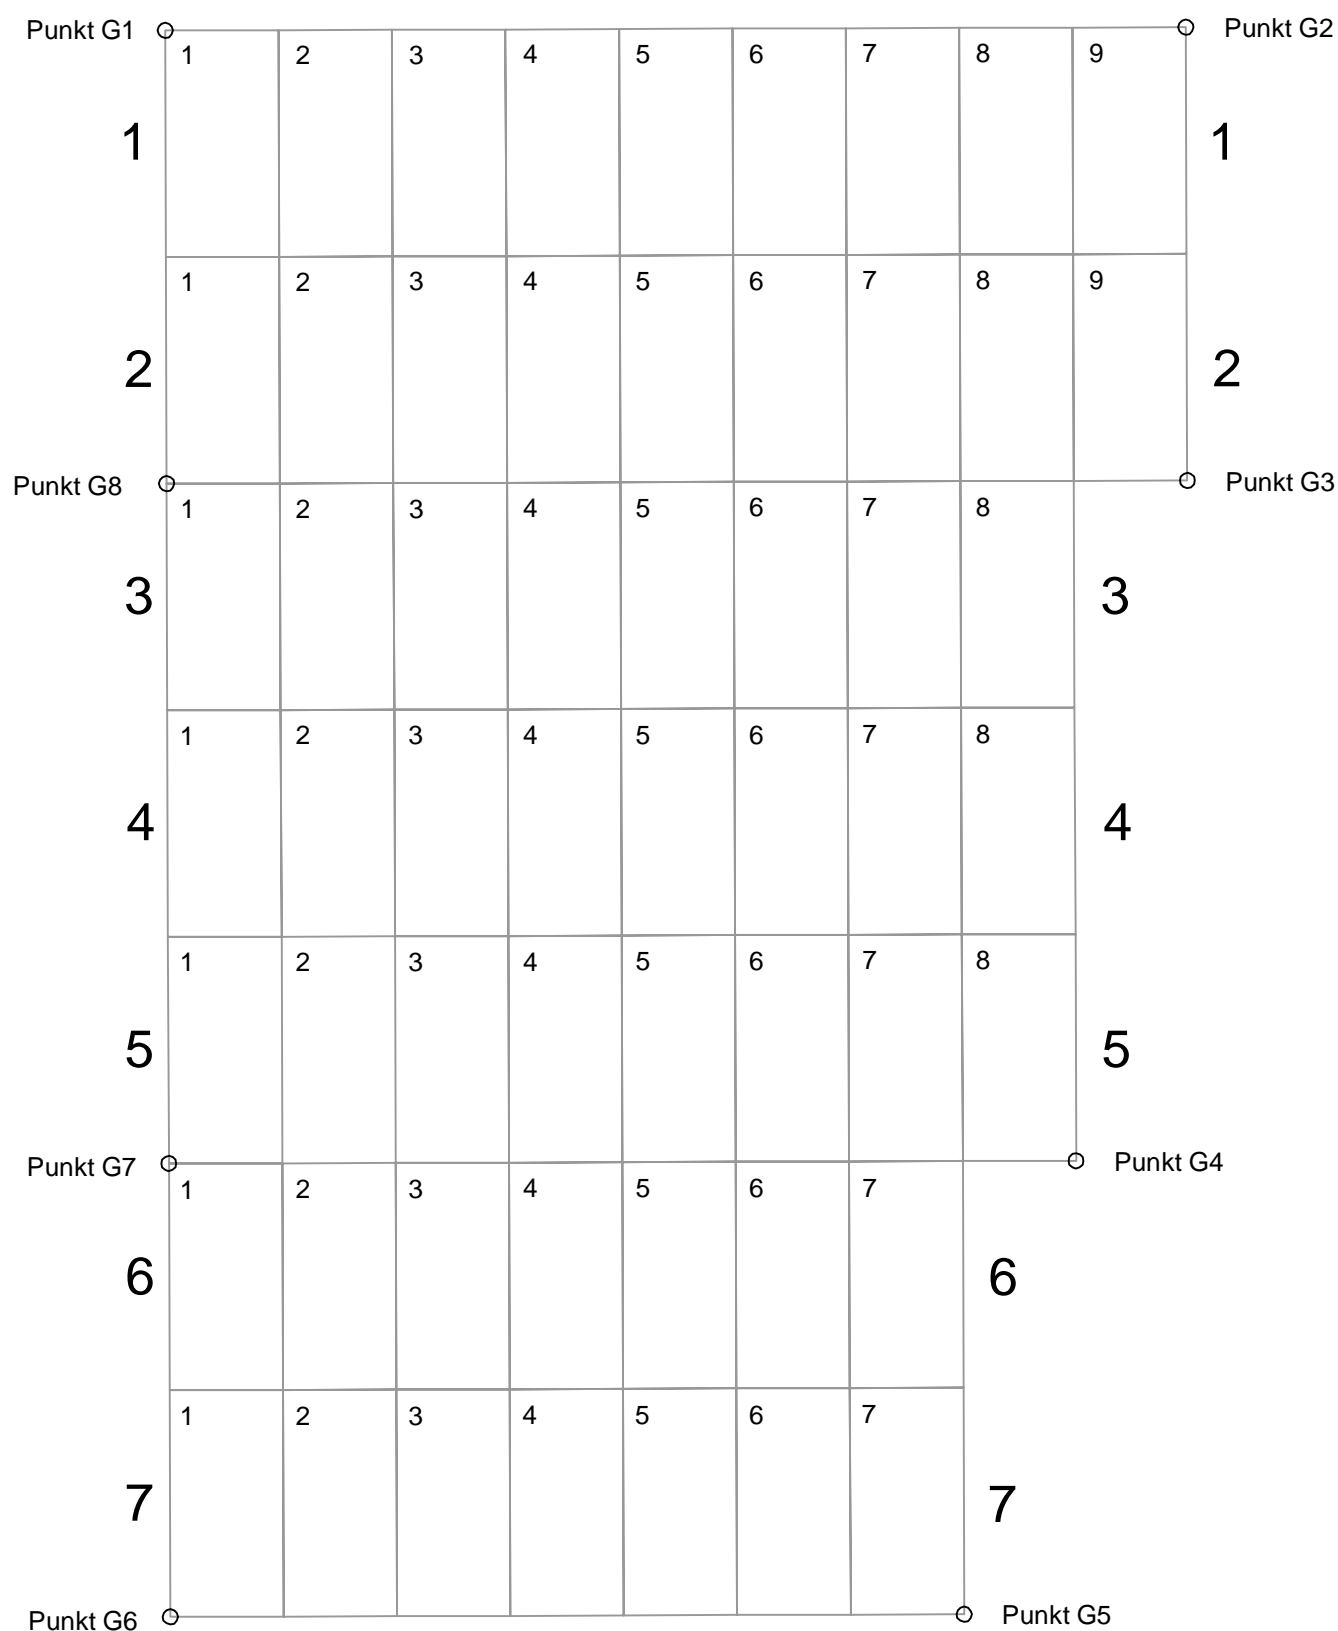 Punkt G1 Punkt G2
1 2 3 4 5 6 7 8 9
1 1
1 2 3 4 5 6 7 8 9
2 2
Punkt G8 Punkt G3
1 2 3 4 5 6 7 8
3 3
1 2 3 4 5 6 7 8
4 4
1 2 3 4 5 6 7 8
5 5
Punkt G7 Punkt G4
1 2 3 4 5 6 7
6 6
1 2 3 4 5 6 7
7 7
Punkt G6 Punkt G5